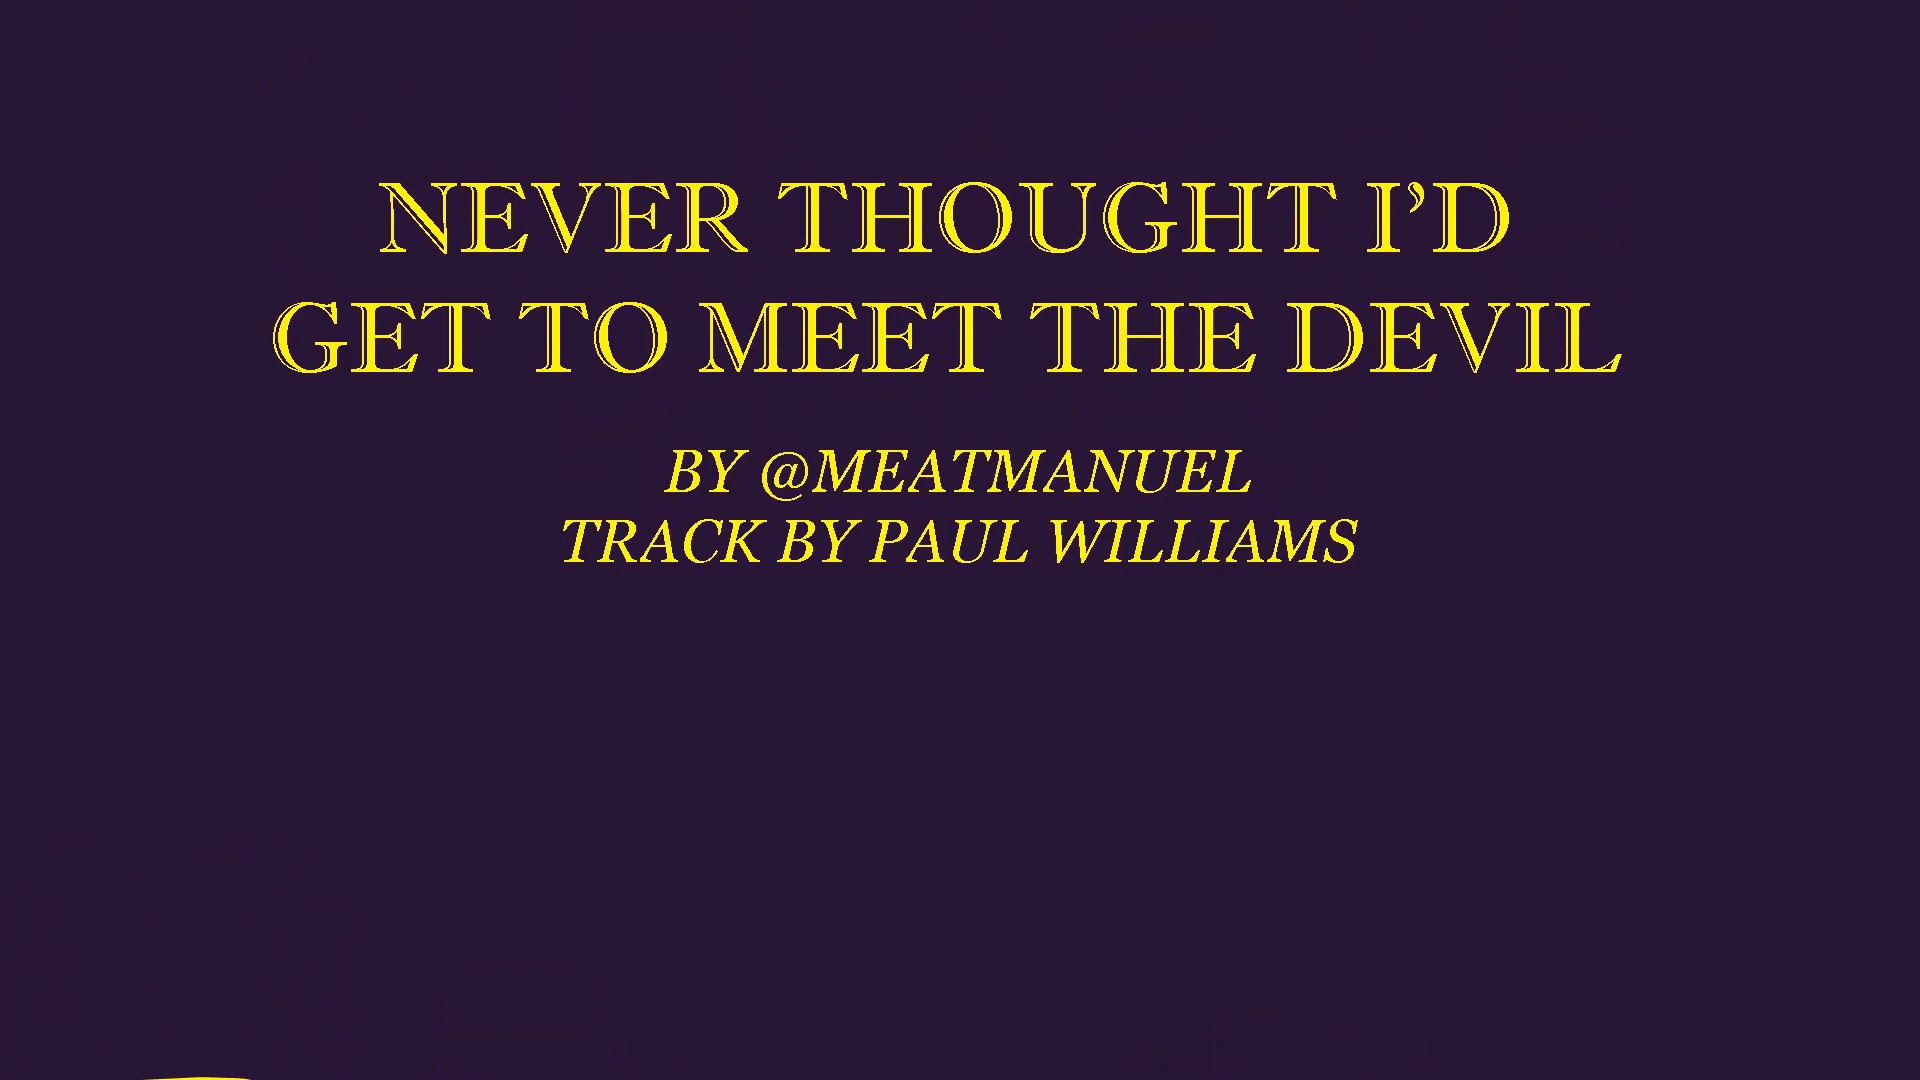 NEVER THOUGHT I’D
GET TO MEET THE DEVIL
BY @MEATMANUEL
TRACK BY PAUL WILLIAMS